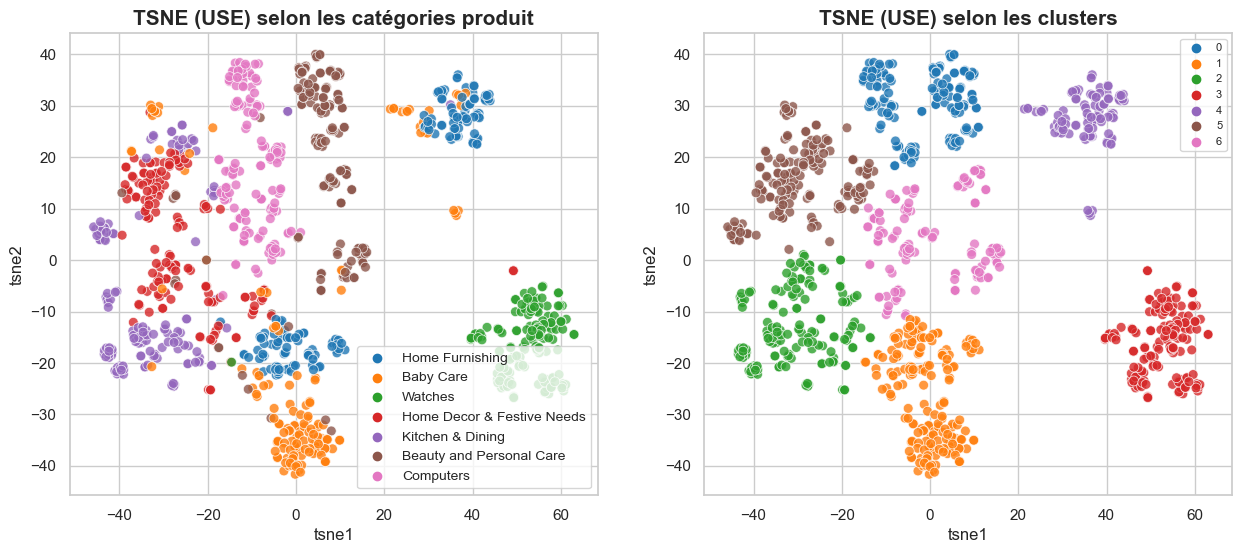 TSNE (USE) selon les catégories produit
40
30
20
10
0
−10
−20
−30
−40
tsne2
−40
−20
0
20
40
60
tsne1
Home Furnishing
Baby Care
Watches
Home Decor & Festive Needs
Kitchen & Dining
Beauty and Personal Care
Computers
TSNE (USE) selon les clusters
40
30
20
10
0
−10
−20
−30
−40
tsne2
−40
−20
0
20
40
60
tsne1
0
1
2
3
4
5
6